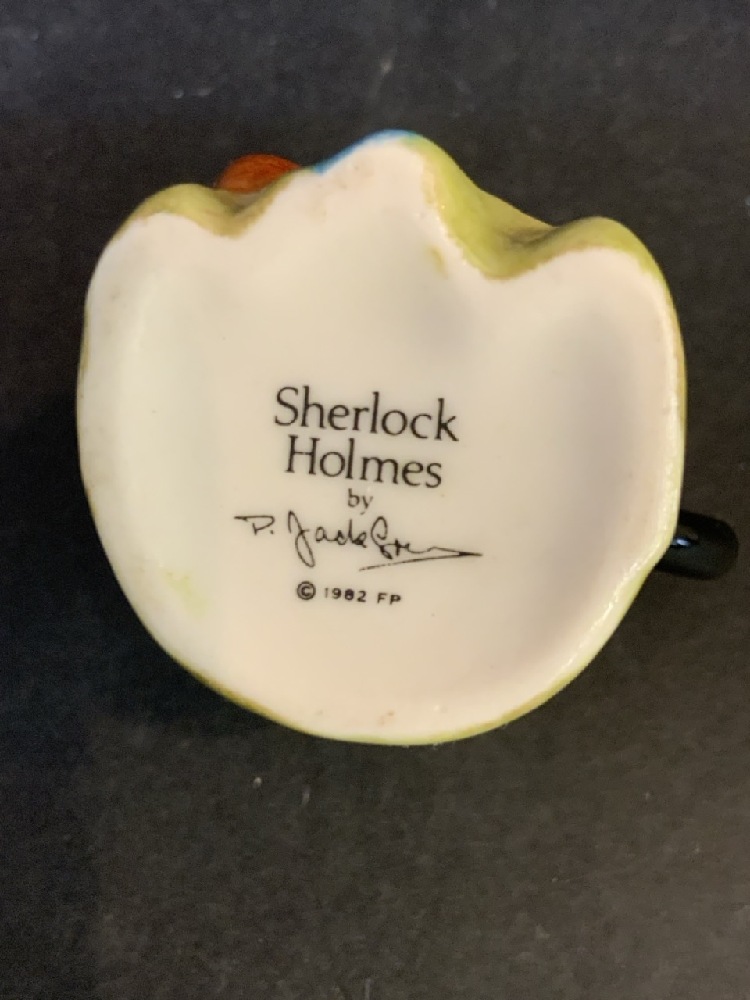 Sherlock
Holmes
by
P. Jackson
© 1982 FP